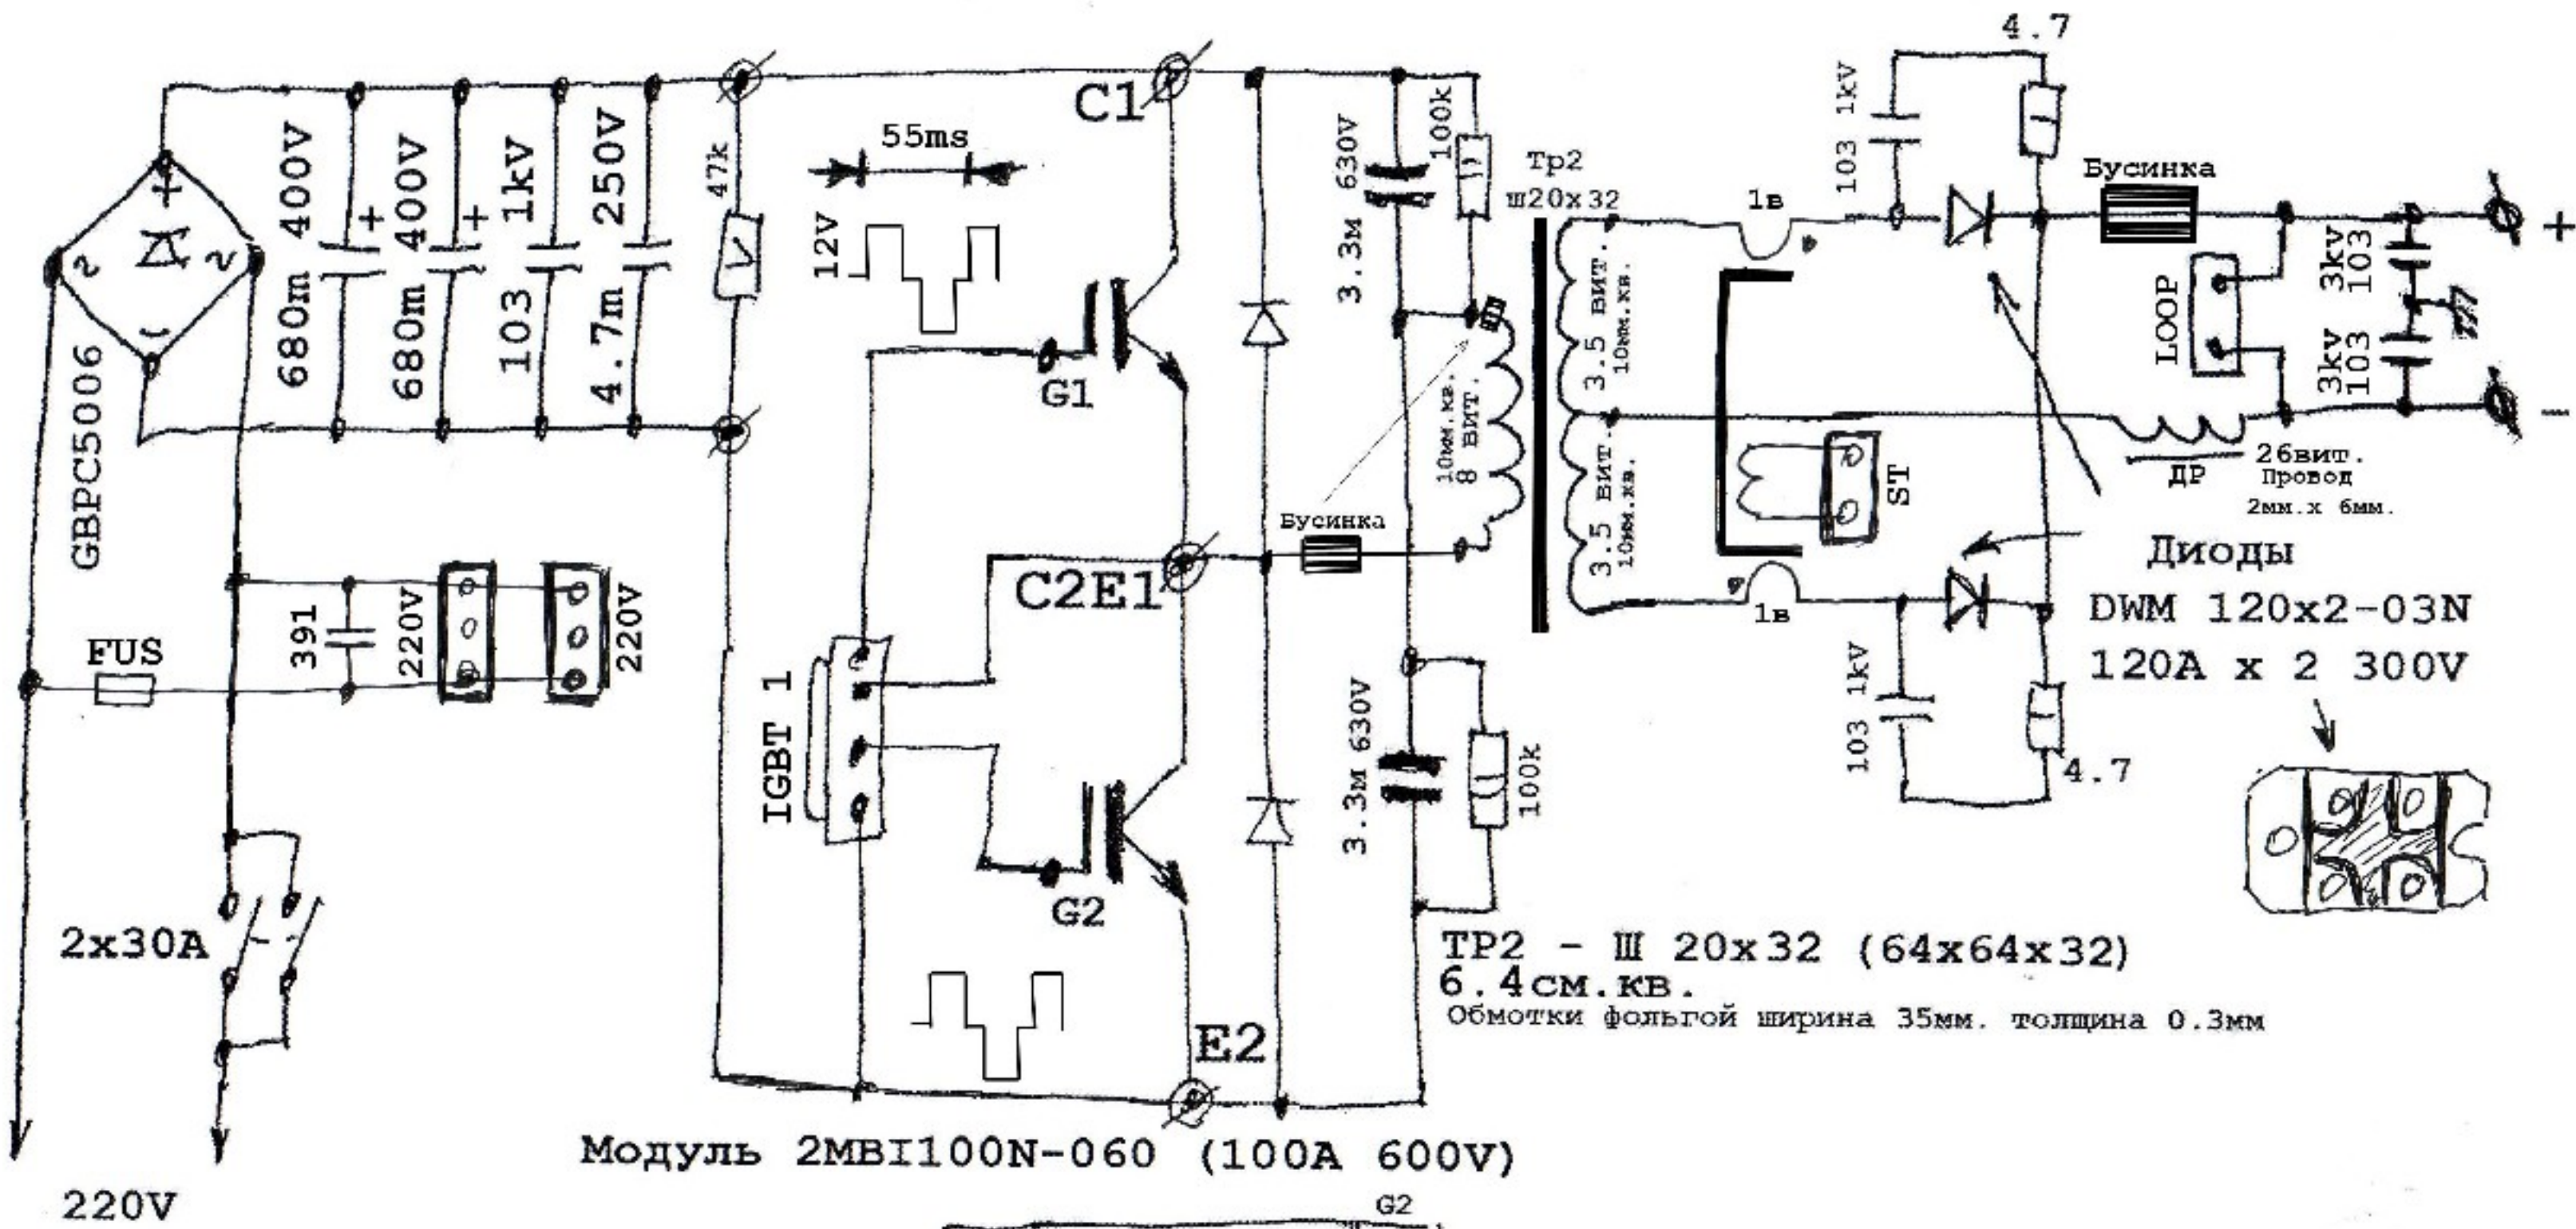 4.7
103 1kV
C1
100k
630V
3.3м
Тр2
ш20х32
1в
Бусинка
+
55ms
12V
47k
680m 400V
+
680m 400V
+
103 1kV
4.7m 250V
+
~
~
-
GBPC5006
G1
3.5 ВИТ.
10мм.кв.
10мм.кв.
8 ВИТ.
LOOP
3kv
103
3kv
103
-
26вит.
Провод
2мм.х 6мм.
ДР
ST
3.5 ВИТ.
10мм.кв.
Бусинка
C2E1
1в
Диоды
DWM 120x2-03N
120A x 2 300V
FUS
391
220V
220V
IGBT 1
G2
3.3м 630V
100k
103 1kV
4.7
2x30A
E2
ТР2 - Ш 20х32 (64х64х32)
6.4см.кв.
Обмотки фольгой ширина 35мм. толщина 0.3мм
Модуль 2MBI100N-060 (100A 600V)
220V
G2